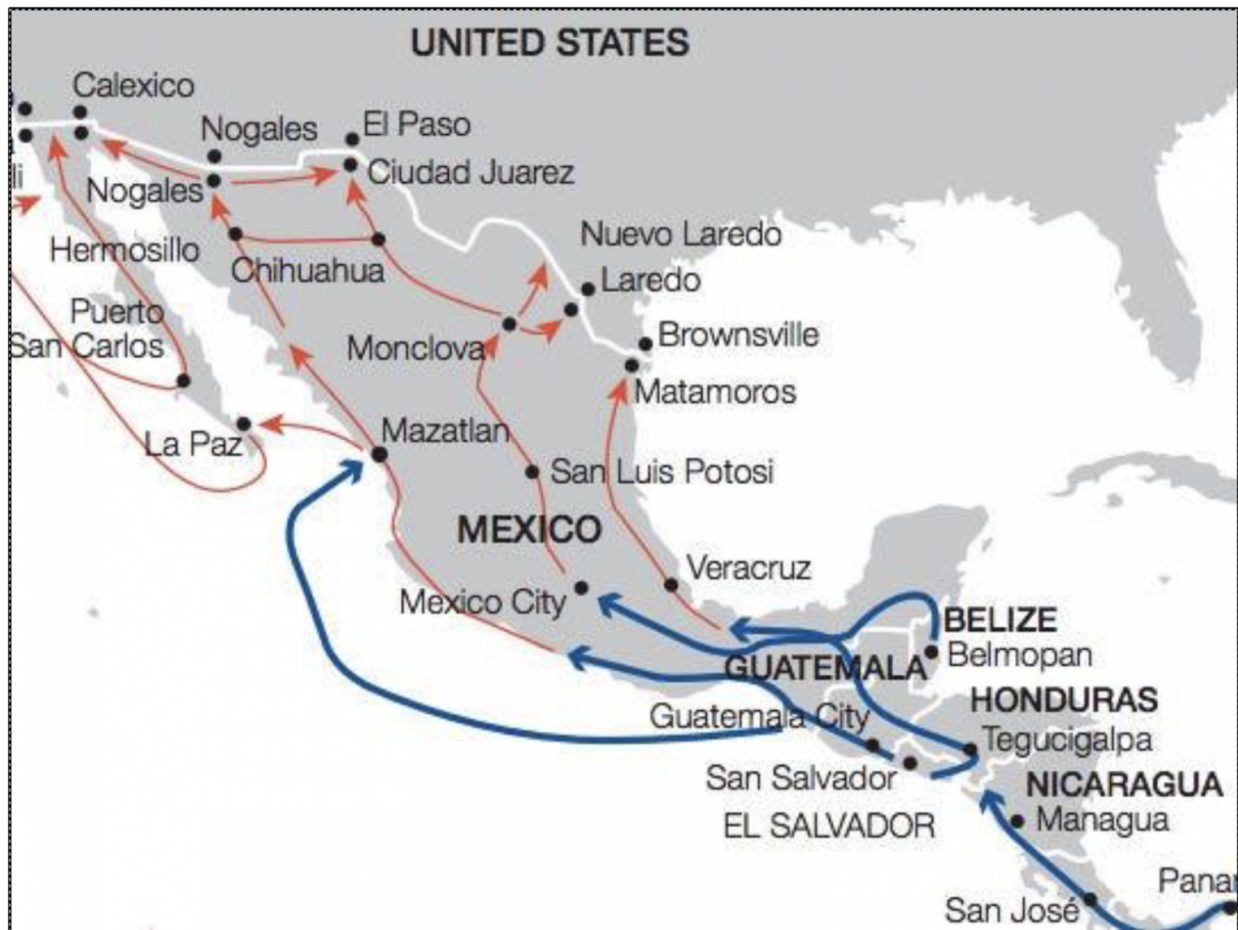 UNITED STATES
Calexico
Nogales
El Paso
Ciudad Juarez
Nogales
Hermosillo
Chihuahua
Nuevo Laredo
Laredo
Puerto
San Carlos
Monclova
Brownsville
Matamoros
La Paz
Mazatlan
San Luis Potosi
MEXICO
Mexico City
Veracruz
BELIZE
Belmopan
GUATEMALA
HONDURAS
Guatemala City
Tegucigalpa
San Salvador
NICARAGUA
EL SALVADOR
Managua
San José
Pana